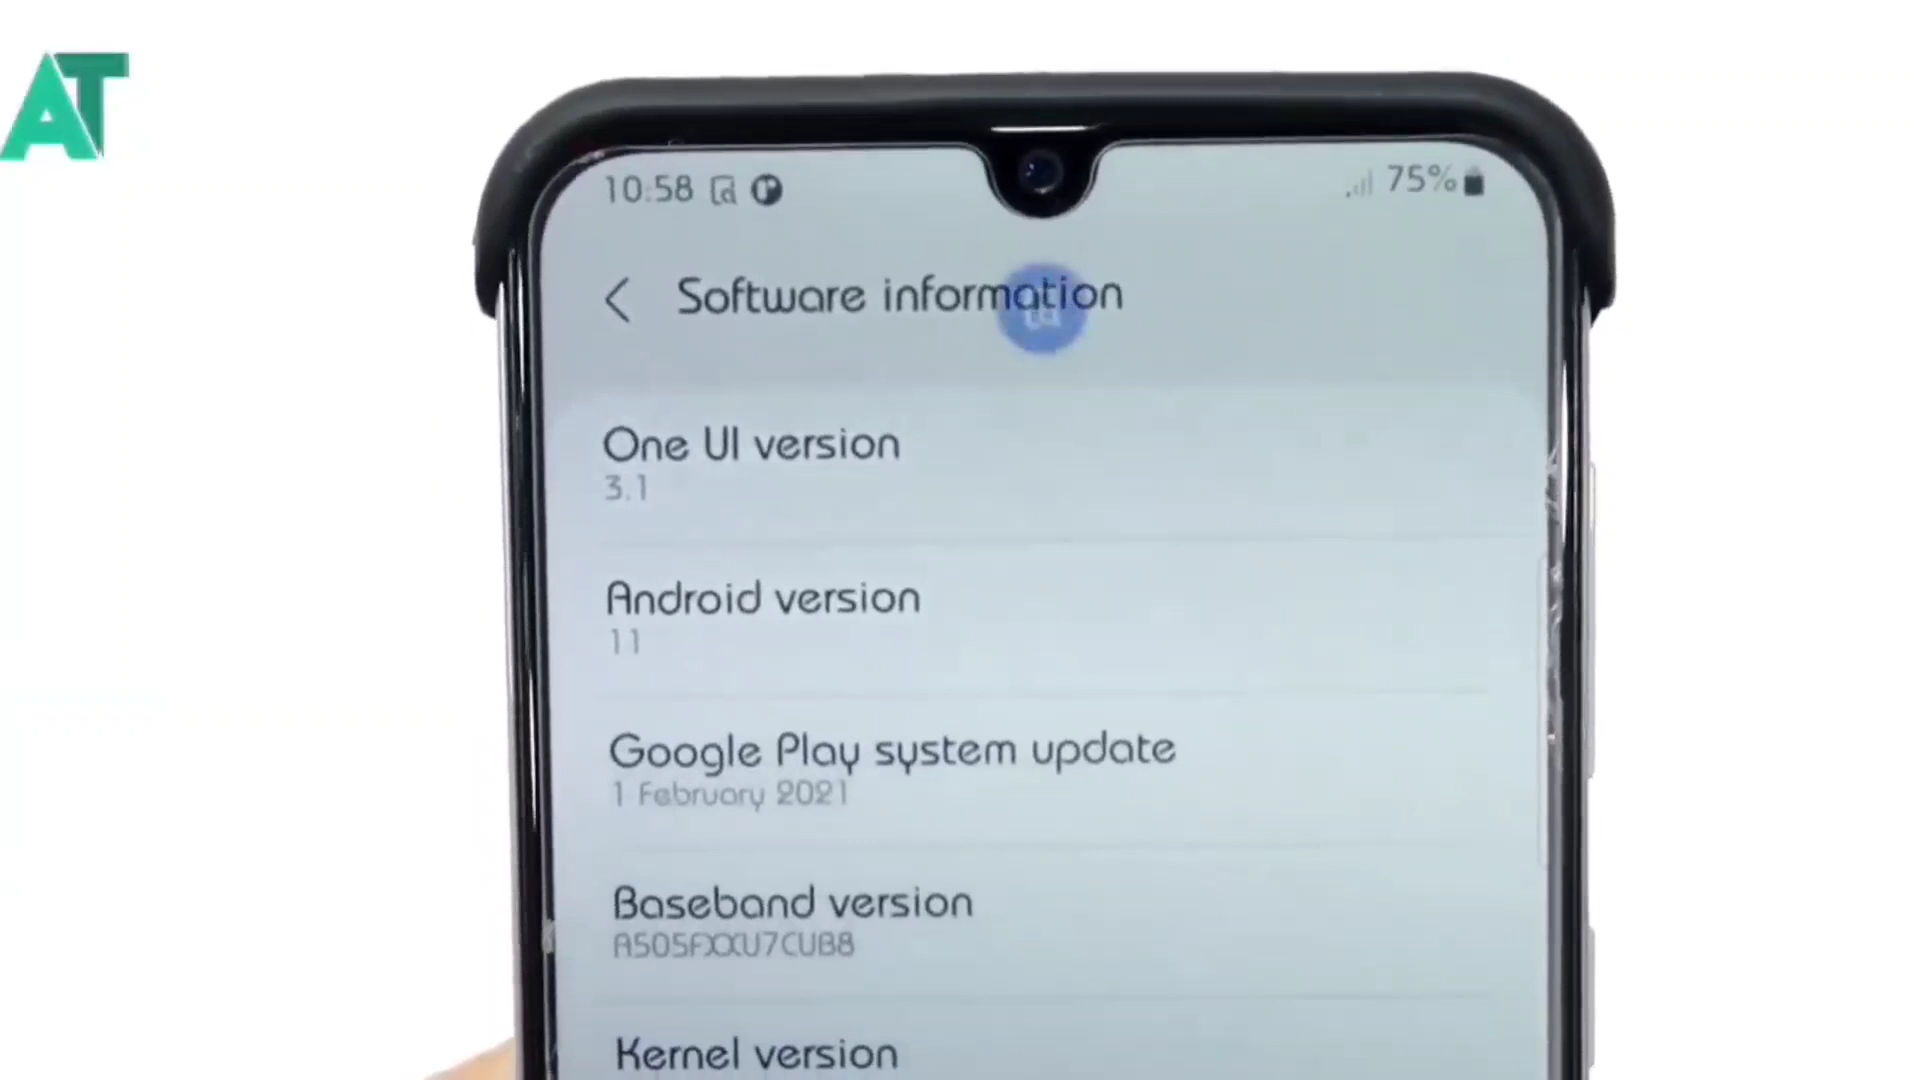 AT
10:58
75%
Software information
One UI version
3.1
Android version
11
Google Play system update
1 February 2021
Baseband version
A505FXXU7CUB8
Kernel version